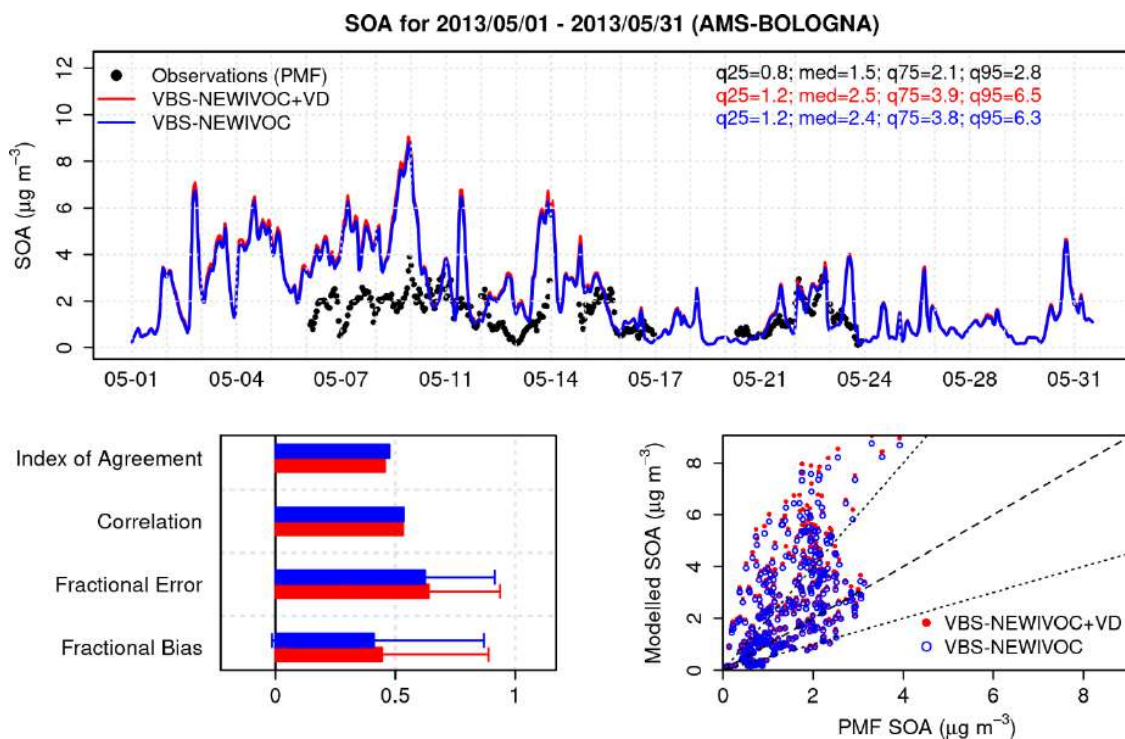 SOA for 2013/05/01 - 2013/05/31 (AMS-BOLOGNA)
SOA (μg m⁻³)
12
10
8
6
4
2
0
Observations (PMF)
VBS-NEWIVOC+VD
VBS-NEWIVOC
q25=0.8; med=1.5; q75=2.1; q95=2.8
q25=1.2; med=2.5; q75=3.9; q95=6.5
q25=1.2; med=2.4; q75=3.8; q95=6.3
05-01 05-04 05-07 05-11 05-14 05-17 05-21 05-24 05-28 05-31
Index of Agreement
Correlation
Fractional Error
Fractional Bias
0 0.5 1
Modelled SOA (μg m⁻³)
8
6
4
2
0
VBS-NEWIVOC+VD
VBS-NEWIVOC
0 2 4 6 8
PMF SOA (μg m⁻³)